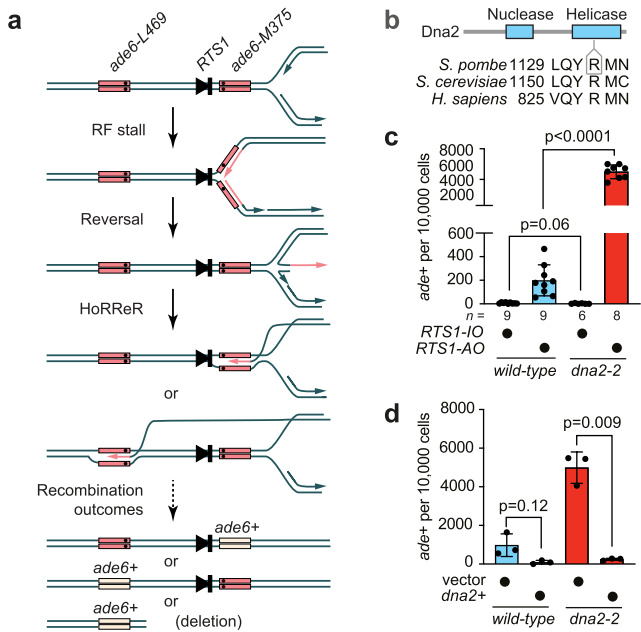 a
ade6-L469
RTS1
ade6-M375
RF stall
Reversal
HoRReR
or
Recombination
outcomes
ade6+
ade6+
or
or
ade6+
(deletion)
b
Nuclease
Helicase
Dna2
S. pombe 1129 LQY R MN
S. cerevisiae 1150 LQY R MC
H. sapiens 825 VQY R MN
c
p<0.0001
8000
6000
4000
2000
p=0.06
600
400
200
0
ade+ per 10,000 cells
n = 9 9 6 8
RTS1-IO
RTS1-AO
wild-type dna2-2
d
8000
6000
4000
2000
0
ade+ per 10,000 cells
p=0.009
p=0.12
vector
dna2+
wild-type dna2-2